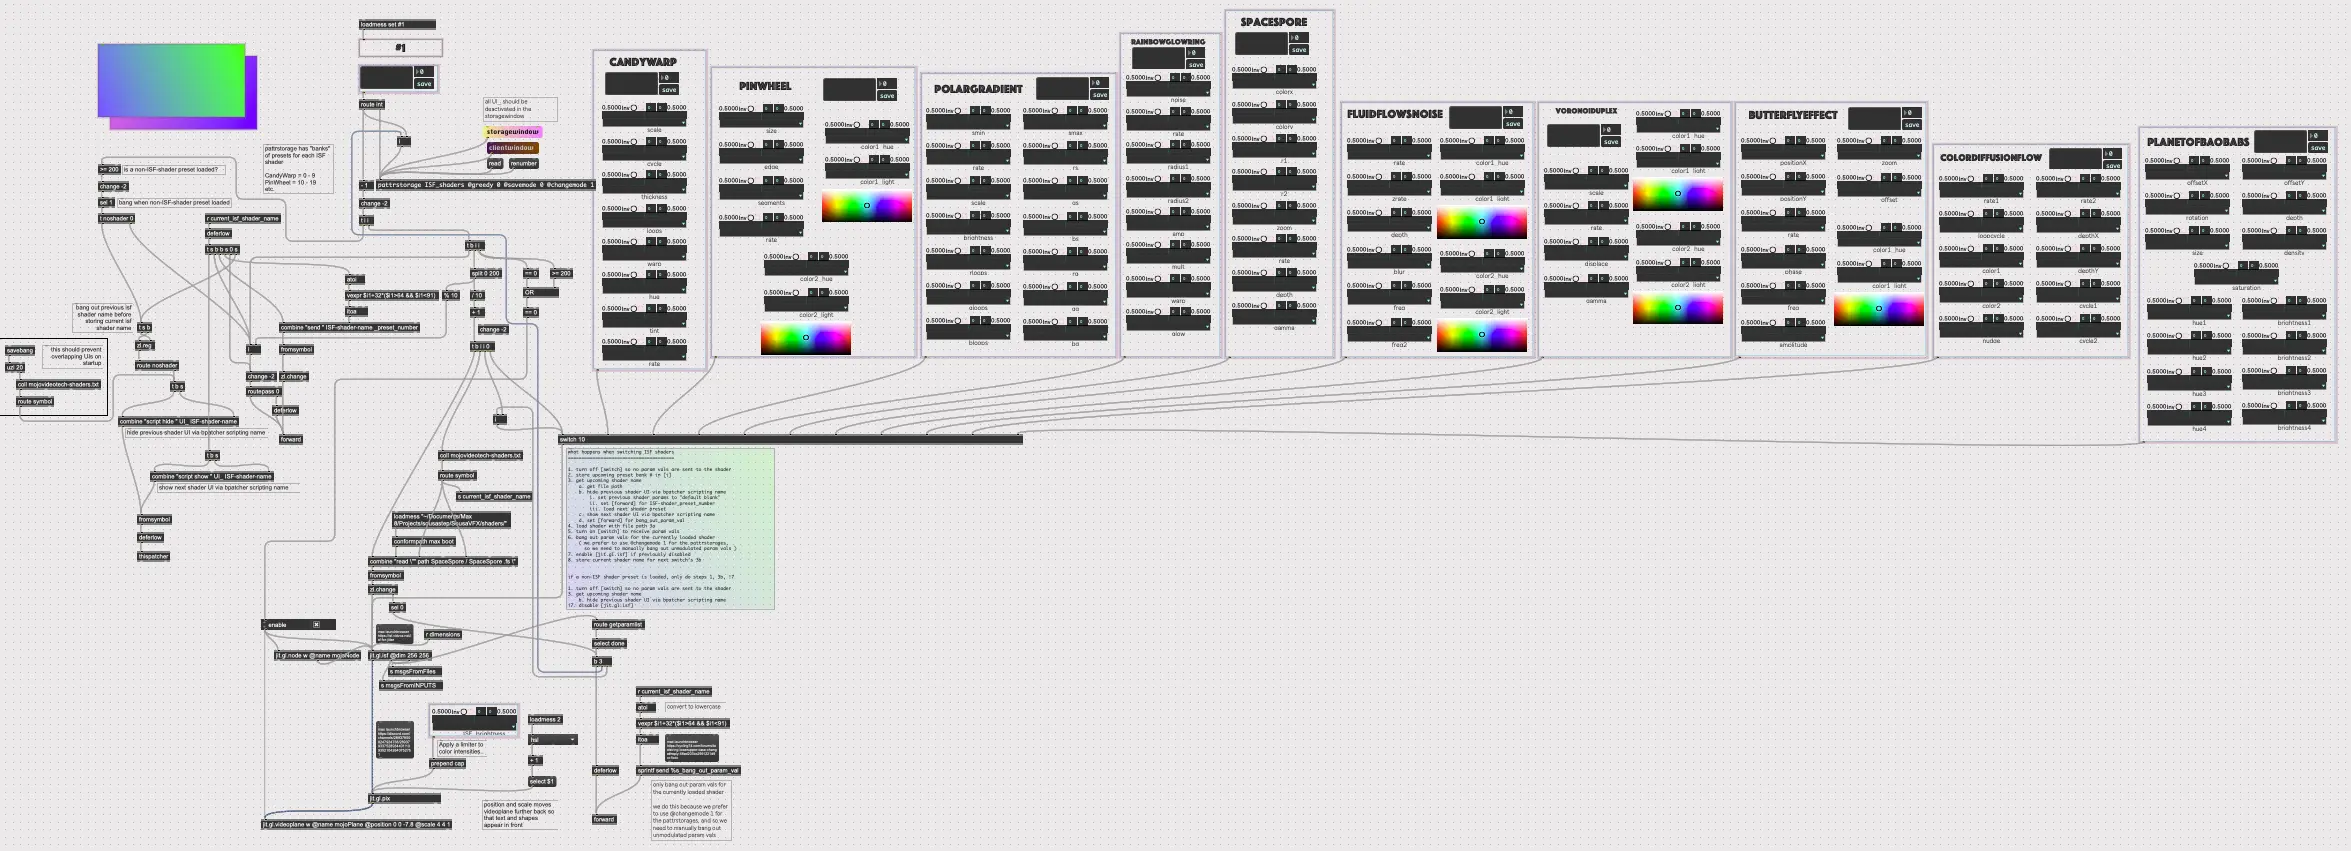 loadmess set #1
#1
0
save
route int
all UI_ should be
deactivated in the
storagewindow
storagewindow
clientwindow
read
renumber
-1
pattrstorage ISF_shaders @greedy 0 @savemode 0 @changemode 1
change -2
t i i
pattrstorage has "banks"
of presets for each ISF
shader
CandyWarp = 0 - 9
PinWheel = 10 - 19
etc.
>= 200
is a non-ISF-shader preset loaded?
change -2
sel 1
bang when non-ISF-shader preset loaded
t noshader 0
r current_isf_shader_name
deferlow
t s b b s 0 s
atoi
vexpr $i1+32*($i1>64 && $i1<91)
itoa
% 10
combine "send " ISF-shader-name _preset_number
fromsymbol
zl.change
change -2
routepass 0
deferlow
forward
t b i i
split 0 200
== 0
>= 200
/ 10
OR
+ 1
== 0
change -2
t b i i 0
bang out previous isf
shader name before
storing current isf
shader name
t s b
zl.reg
route noshader
t b s
savebang
this should prevent
overlapping UIs on
startup
uzi 20
coll mojovideotech-shaders.txt
route symbol
combine "script hide " UI_ ISF-shader-name
hide previous shader UI via bpatcher scripting name
t b s
combine "script show " UI_ ISF-shader-name
show next shader UI via bpatcher scripting name
fromsymbol
deferlow
thispatcher
coll mojovideotech-shaders.txt
route symbol
s current_isf_shader_name
loadmess "~/Documents/Max
8/Projects/sousastep/SousaVFX/shaders/"
conformpath max boot
combine "read \"" path SpaceSpore / SpaceSpore .fs \"
fromsymbol
zl.change
sel 0
enable
r dimensions
jit.gl.node w @name mojoNode
jit.gl.isf @dim 256 256
s msgsFromFiles
s msgsFromINPUTS
0.5000
inv
0.5000
ISF_brightness
Apply a limiter to
color intensities..
prepend cap
loadmess 2
hsl
+ 1
select $1
jit.gl.pix
jit.gl.videoplane w @name mojoPlane @position 0 0 -7.8 @scale 4 4 1
position and scale moves
videoplane further back so
that text and shapes
appear in front
switch 10
what happens when switching ISF shaders
1. turn off [switch] so no param vals are sent to the shader
2. store upcoming preset bank # in [i]
3. get upcoming shader name
a. get file path
b. hide previous shader UI via bpatcher scripting name
i. set previous shader params to "default blank"
ii. set [forward] for ISF-shader_preset_number
iii. load next shader preset
c. show next shader UI via bpatcher scripting name
d. set [forward] for bang_out_param_val
4. load shader with file path 3a
5. turn on [switch] to receive param vals
6. bang out param vals for the currently loaded shader
( we prefer to use @changemode 1 for the pattrstorages,
so we need to manually bang out unmodulated param vals )
7. enable [jit.gl.isf] if previously disabled
8. store current shader name for next switch's 3b
if a non-ISF shader preset is loaded, only do steps 1, 3b, !7
1. turn off [switch] so no param vals are sent to the shader
3. get upcoming shader name
b. hide previous shader UI via bpatcher scripting name
!7. disable [jit.gl.isf]
route getparamlist
select done
b 3
r current_isf_shader_name
atoi
convert to lowercase
vexpr $i1+32*($i1>64 && $i1<91)
itoa
deferlow
sprintf send %s_bang_out_param_val
only bang out param vals for
the currently loaded shader
we do this because we prefer
to use @changemode 1 for
the pattrstorages, and so we
need to manually bang out
unmodulated param vals
forward
CANDYWARP
0
save
scale
cycle
thickness
loops
warp
hue
tint
rate
PINWHEEL
0
save
size
edge
segments
rate
color1_hue
color1_light
color2_hue
color2_light
POLARGRADIENT
0
save
smin
smax
rate
rs
scale
os
brightness
bs
rloops
ra
gloops
ga
bloops
ba
RAINBOWGLOWRING
0
save
noise
rate
radius1
radius2
amp
mult
warp
glow
SPACESPORE
0
save
colorx
colory
r1
r2
zoom
rate
depth
gamma
FLUIDFLOWSNOISE
0
save
rate
color1_hue
zrate
color1_light
depth
blur
color2_hue
freq
color2_light
freq2
VORONOIDUPLEX
0
save
scale
rate
displace
gamma
color1_hue
color1_light
color2_hue
color2_light
BUTTERFLYEFFECT
0
save
positionX
zoom
positionY
offset
rate
color1_hue
phase
color1_light
freq
amplitude
COLORDIFFUSIONFLOW
0
save
rate1
rate2
loopcycle
depthX
color1
depthY
color2
cycle1
nudge
cycle2
PLANETOFBAOBABS
0
save
offsetX
offsetY
rotation
depth
size
density
saturation
hue1
brightness1
hue2
brightness2
hue3
brightness3
hue4
brightness4